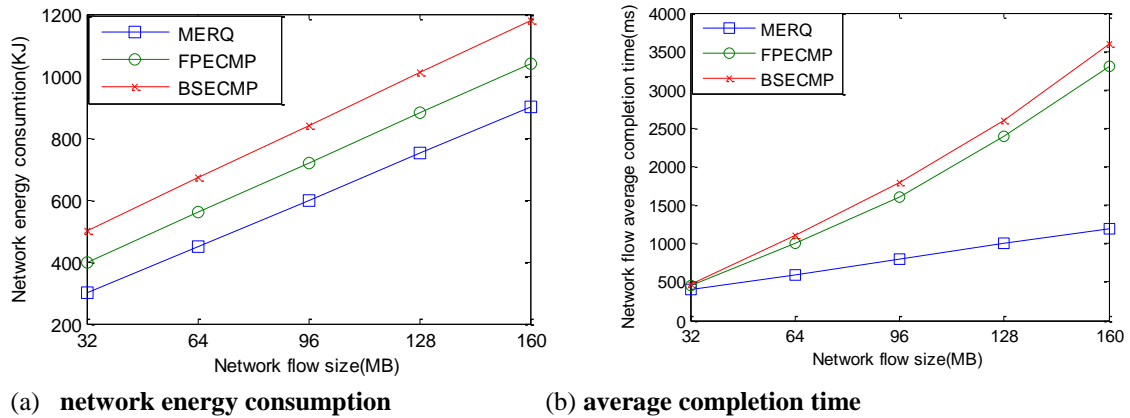 1200
1000
800
600
400
200
32
64
96
128
160
Network energy consumtion(KJ)
Network flow size(MB)
MERQ
FPECMP
BSECMP
4000
3500
3000
2500
2000
1500
1000
500
0
32
64
96
128
160
Network flow average completion time(ms)
Network flow size(MB)
MERQ
FPECMP
BSECMP
(a) network energy consumption
(b) average completion time